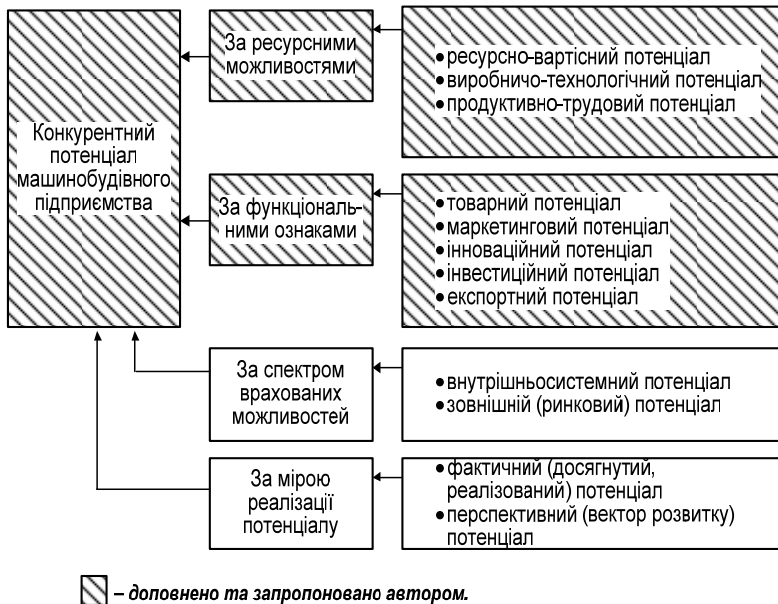 Конкурентний
потенціал
машинобудівного
підприємства
За ресурсними
можливостями
• ресурсно-вартісний потенціал
• виробничо-технологічний потенціал
• продуктивно-трудовий потенціал
За функціональ-
ними ознаками
• товарний потенціал
• маркетинговий потенціал
• інноваційний потенціал
• інвестиційний потенціал
• експортний потенціал
За спектром
врахованих
можливостей
• внутрішньосистемний потенціал
• зовнішній (ринковий) потенціал
За мірою
реалізації
потенціалу
• фактичний (досягнутий,
реалізований) потенціал
• перспективний (вектор розвитку)
потенціал
– доповнено та запропоновано автором.